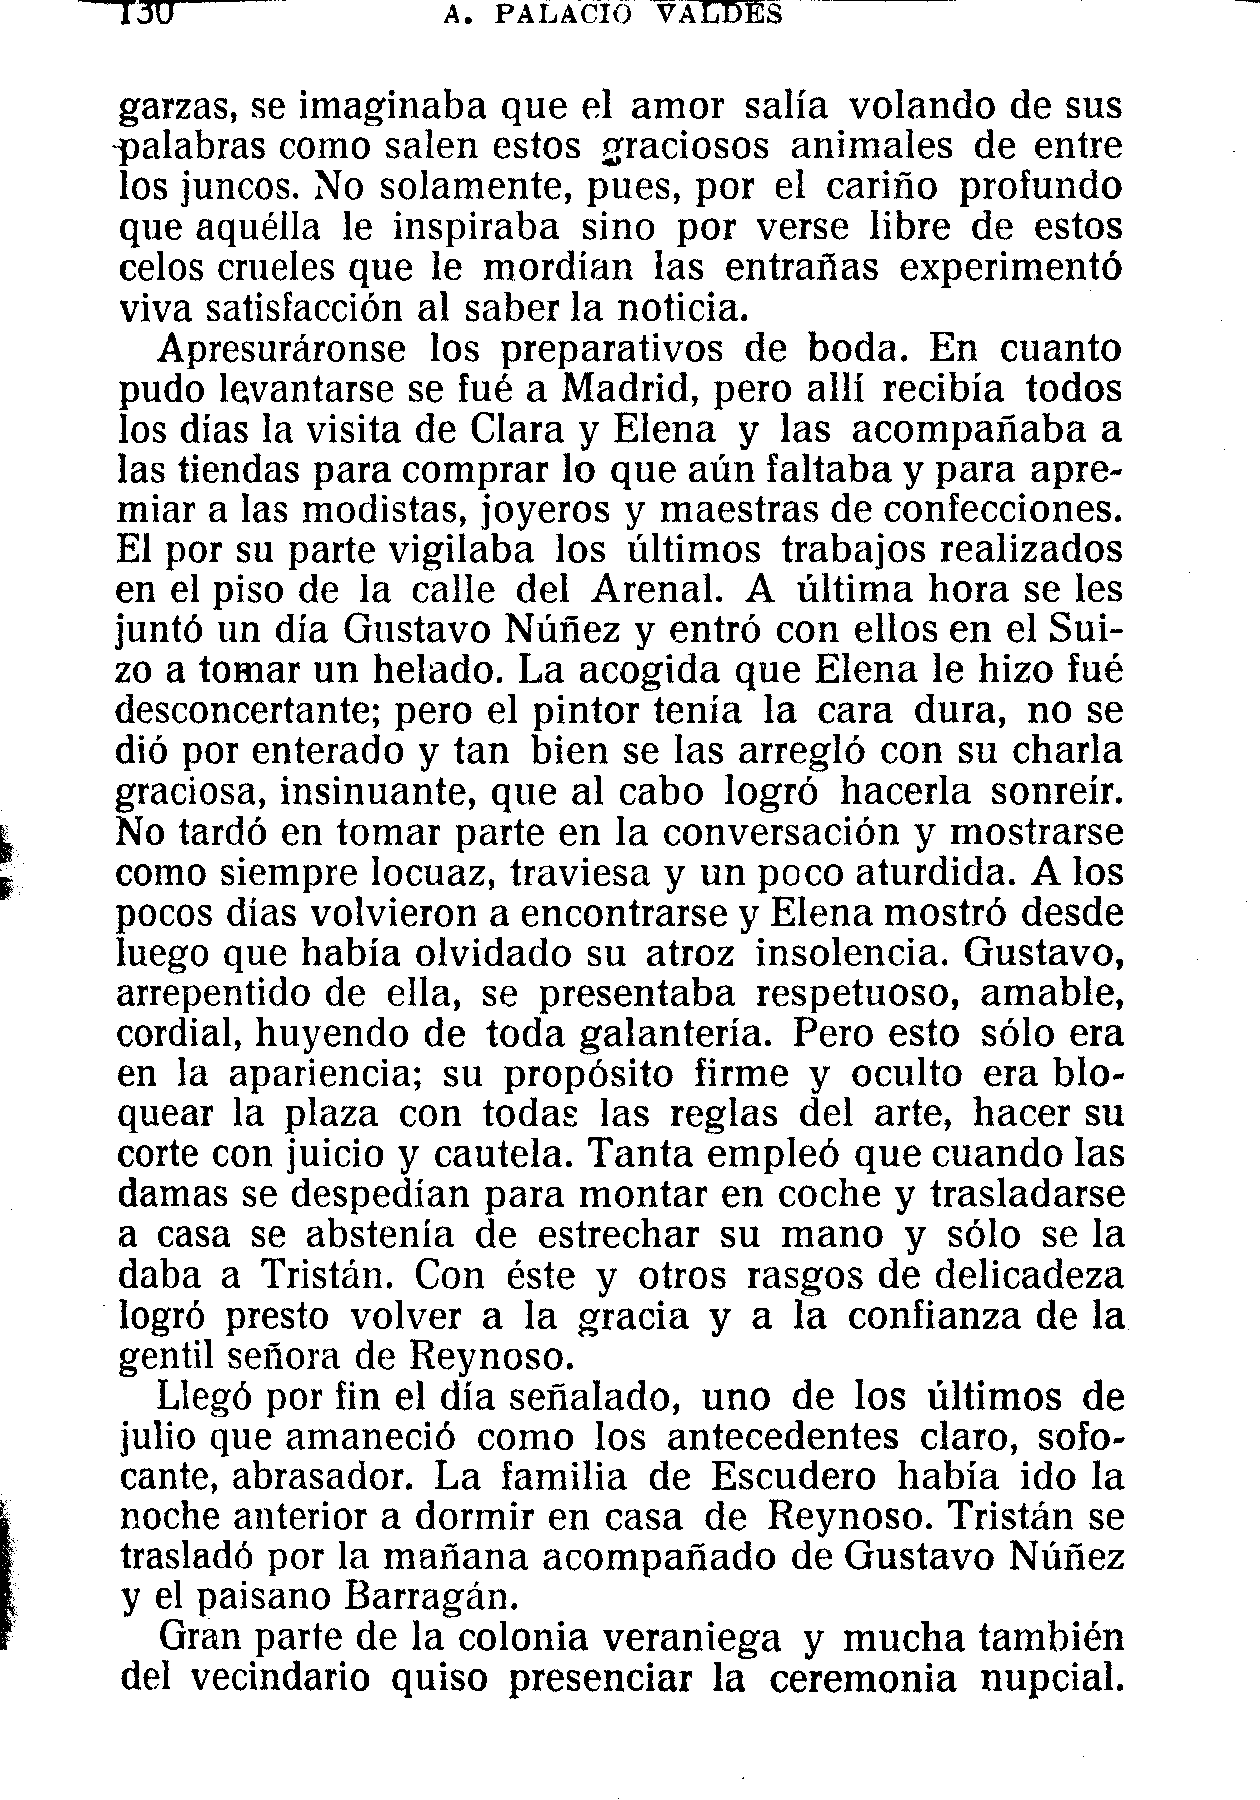 130 A. PALACIO VALDES
garzas, se imaginaba que el amor salía volando de sus
palabras como salen estos graciosos animales de entre
los juncos. No solamente, pues, por el cariño profundo
que aquélla le inspiraba sino por verse libre de estos
celos crueles que le mordían las entrañas experimentó
viva satisfacción al saber la noticia.
Apresuráronse los preparativos de boda. En cuanto
pudo levantarse se fué a Madrid, pero allí recibía todos
los días la visita de Clara y Elena y las acompañaba a
las tiendas para comprar lo que aún faltaba y para apre-
miar a las modistas, joyeros y maestras de confecciones.
El por su parte vigilaba los últimos trabajos realizados
en el piso de la calle del Arenal. A última hora se les
juntó un día Gustavo Núñez y entró con ellos en el Sui-
zo a tomar un helado. La acogida que Elena le hizo fué
desconcertante; pero el pintor tenía la cara dura, no se
dió por enterado y tan bien se las arregló con su charla
graciosa, insinuante, que al cabo logró hacerla sonreír.
No tardó en tomar parte en la conversación y mostrarse
como siempre locuaz, traviesa y un poco aturdida. A los
pocos días volvieron a encontrarse y Elena mostró desde
luego que había olvidado su atroz insolencia. Gustavo,
arrepentido de ella, se presentaba respetuoso, amable,
cordial, huyendo de toda galantería. Pero esto sólo era
en la apariencia; su propósito firme y oculto era blo-
quear la plaza con todas las reglas del arte, hacer su
corte con juicio y cautela. Tanta empleó que cuando las
damas se despedían para montar en coche y trasladarse
a casa se abstenía de estrechar su mano y sólo se la
daba a Tristán. Con éste y otros rasgos de delicadeza
logró presto volver a la gracia y a la confianza de la
gentil señora de Reynoso.
Llegó por fin el día señalado, uno de los últimos de
julio que amaneció como los antecedentes claro, sofo-
cante, abrasador. La familia de Escudero había ido la
noche anterior a dormir en casa de Reynoso. Tristán se
trasladó por la mañana acompañado de Gustavo Núñez
y el paisano Barragán.
Gran parte de la colonia veraniega y mucha también
del vecindario quiso presenciar la ceremonia nupcial.